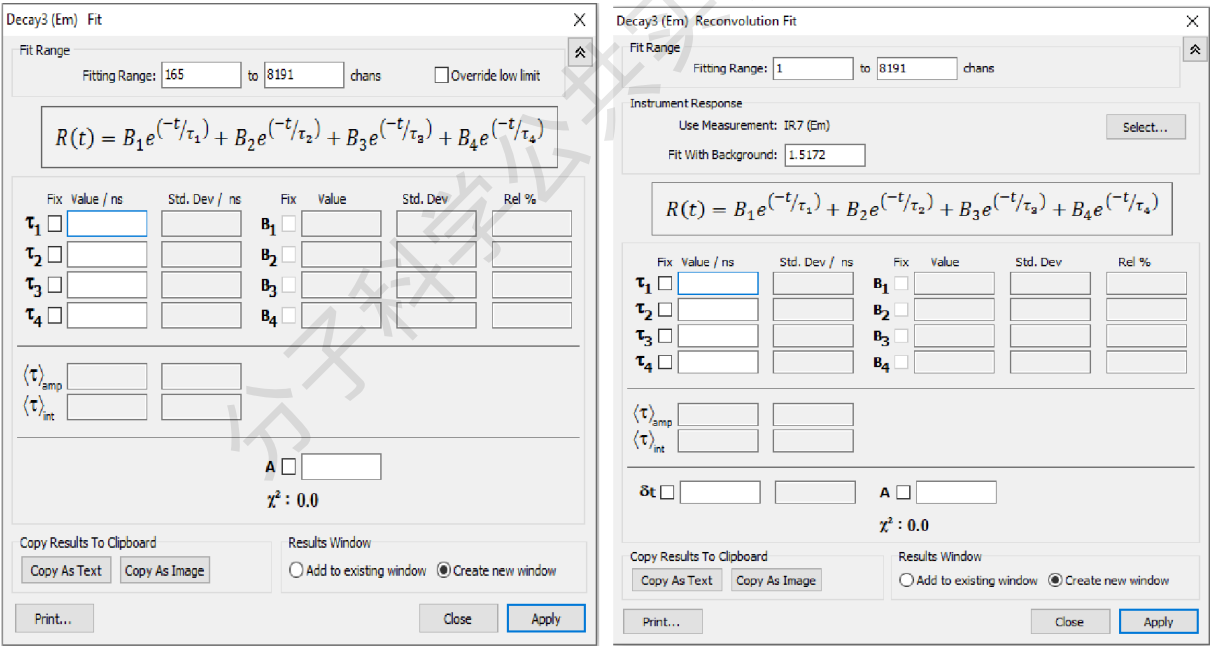 Decay3 (Em) Fit
Fit Range
Fitting Range: 165 to 8191 chans Override low limit
R(t) = B₁e^(−t/τ₁) + B₂e^(−t/τ₂) + B₃e^(−t/τ₃) + B₄e^(−t/τ₄)
Fix Value / ns Std. Dev / ns Fix Value Std. Dev Rel %
τ₁ B₁
τ₂ B₂
τ₃ B₃
τ₄ B₄
⟨τ⟩amp
⟨τ⟩int
A
χ² : 0.0
Copy Results To Clipboard
Copy As Text Copy As Image
Results Window
Add to existing window Create new window
Print... Close Apply
Decay3 (Em) Reconvolution Fit
Fit Range
Fitting Range: 1 to 8191 chans
Instrument Response
Use Measurement: IR7 (Em) Select...
Fit With Background: 1.5172
R(t) = B₁e^(−t/τ₁) + B₂e^(−t/τ₂) + B₃e^(−t/τ₃) + B₄e^(−t/τ₄)
Fix Value / ns Std. Dev / ns Fix Value Std. Dev Rel %
τ₁ B₁
τ₂ B₂
τ₃ B₃
τ₄ B₄
⟨τ⟩amp
⟨τ⟩int
δt A
χ² : 0.0
Copy Results To Clipboard
Copy As Text Copy As Image
Results Window
Add to existing window Create new window
Print... Close Apply
分子科学公共实